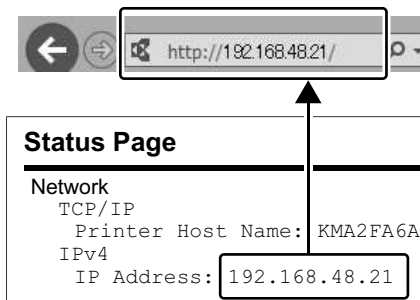 http://192.168.48.21/
Status Page
Network
TCP/IP
Printer Host Name: KMA2FA6A
IPv4
IP Address: 192.168.48.21